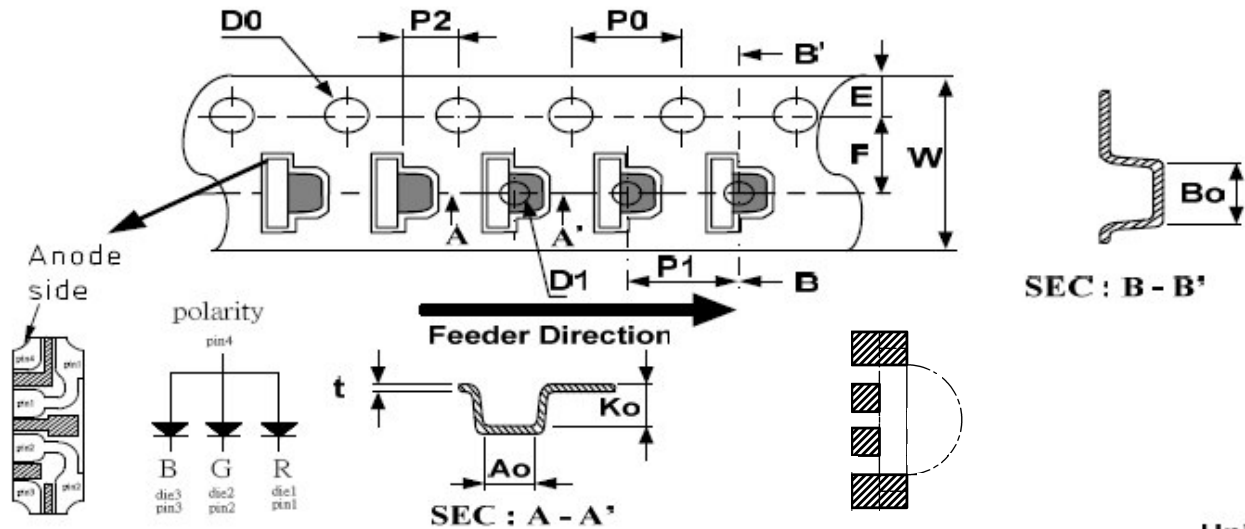 D0
P2
P0
B'
E
F
W
A
A'
D1
P1
B
Feeder Direction
Anode
side
Bo
SEC : B - B'
polarity
pin4
B
G
R
die3
die2
die1
pin3
pin2
pin1
pin4
pin1
pin1
pin2
pin3
pin2
t
Ko
Ao
SEC : A - A'